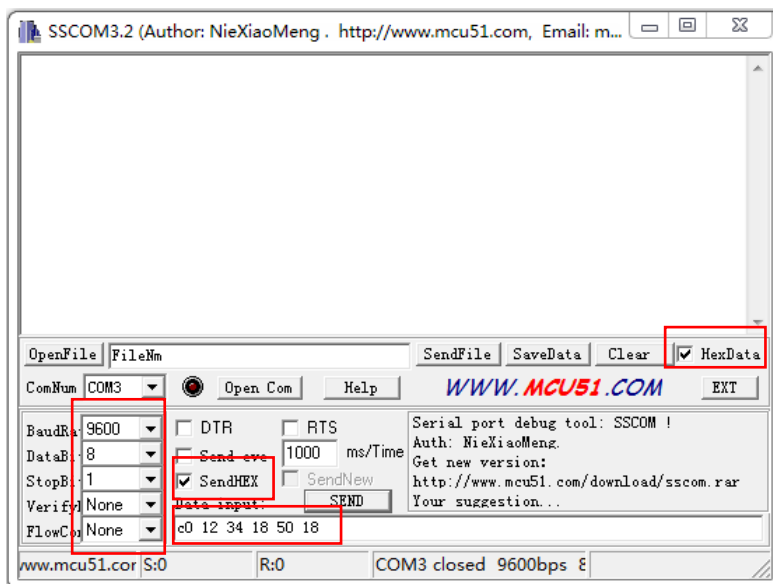 SSCOM3.2 (Author: NieXiaoMeng . http://www.mcu51.com, Email: m...
OpenFile FileNm SendFile SaveData Clear HexData
ComNum COM3 Open Com Help WWW.MCU51.COM EXT
BaudRa 9600 DTR RTS
DataBi 8 Send eve 1000 ms/Time
StopBi 1 SendHEX SendNew
VerifyB None Data input: SEND
FlowCon None c0 12 34 18 50 18
Serial port debug tool: SSCOM !
Auth: NieXiaoMeng.
Get new version:
http://www.mcu51.com/download/sscom.rar
Your suggestion...
www.mcu51.cor S:0 R:0 COM3 closed 9600bps 8